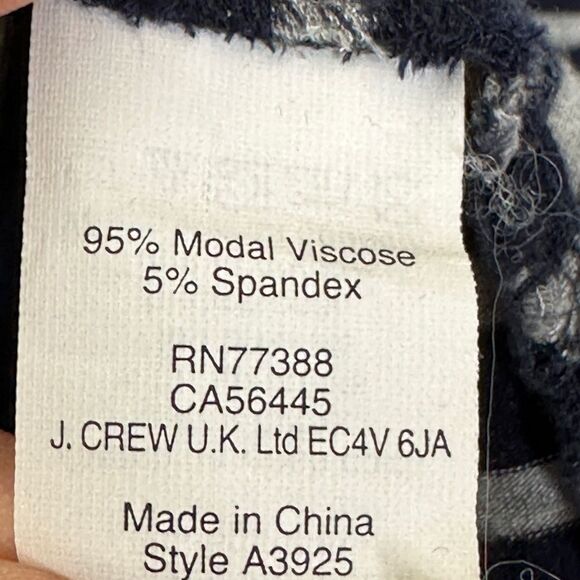 95% Modal Viscose
5% Spandex
RN77388
CA56445
J. CREW U.K. Ltd EC4V 6JA
Made in China
Style A3925